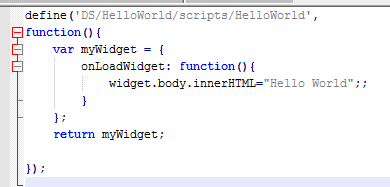 define('DS/HelloWorld/scripts/HelloWorld',
function(){
    var myWidget = {
        onLoadWidget: function(){
            widget.body.innerHTML="Hello World";;
        }
    };
    return myWidget;

});